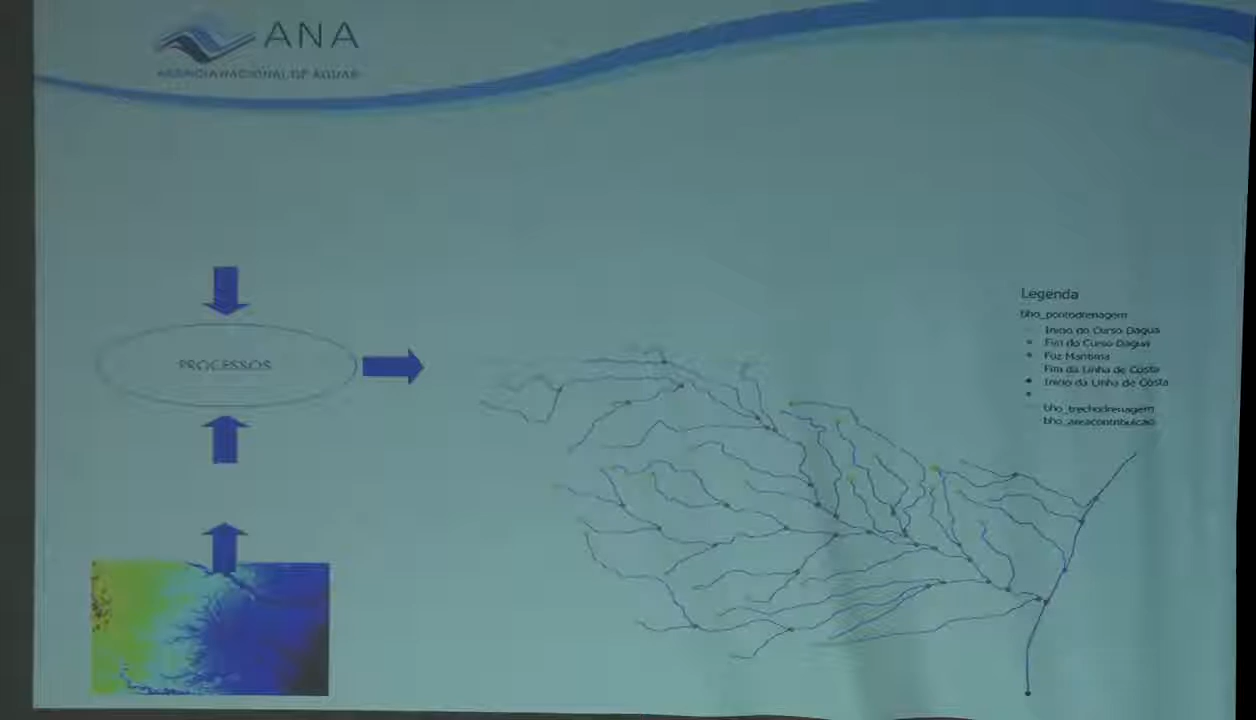 ANA
AGÊNCIA NACIONAL DE ÁGUAS
PROCESSOS
Legenda
bho_pontodrenagem
Inicio do Curso Dagua
Fim do Curso Dagua
Foz Maritima
Fim da Linha de Costa
Inicio da Linha de Costa
bho_trechodrenagem
bho_areacontribuicao